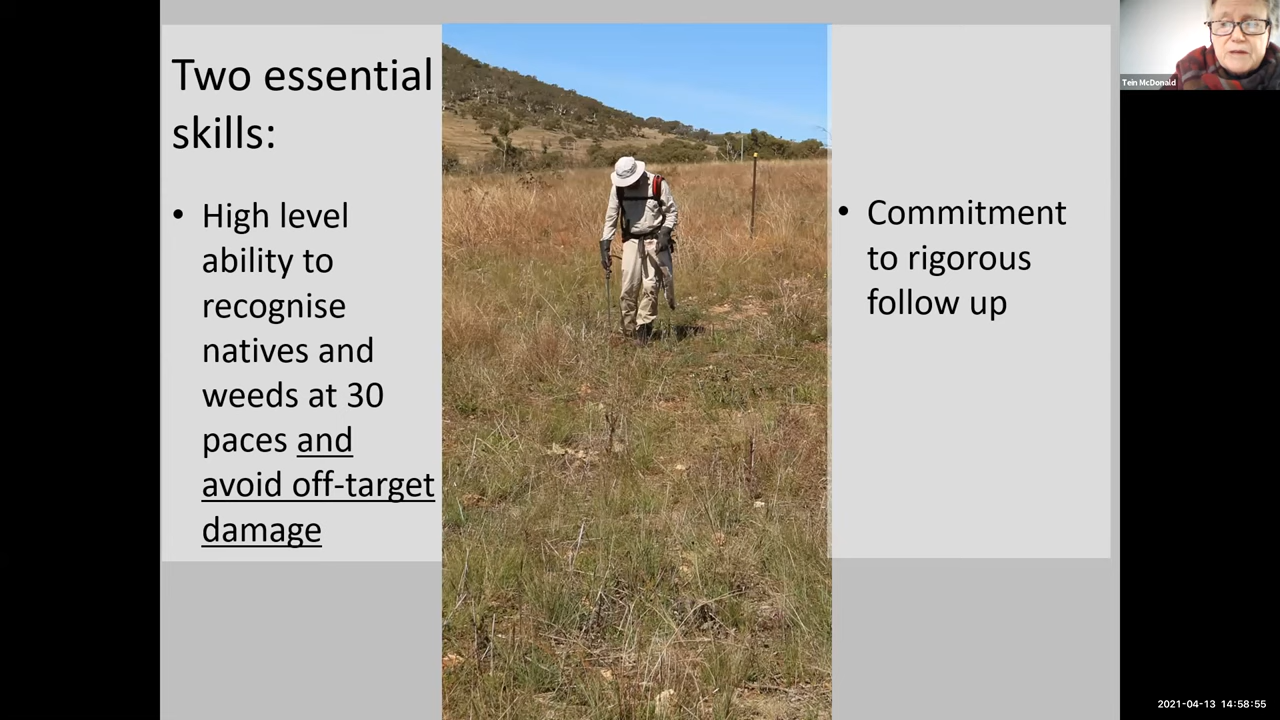 Two essential
skills:
• High level
ability to
recognise
natives and
weeds at 30
paces and
avoid off-target
damage
• Commitment
to rigorous
follow up
Tein McDonald
2021-04-13 14:58:55